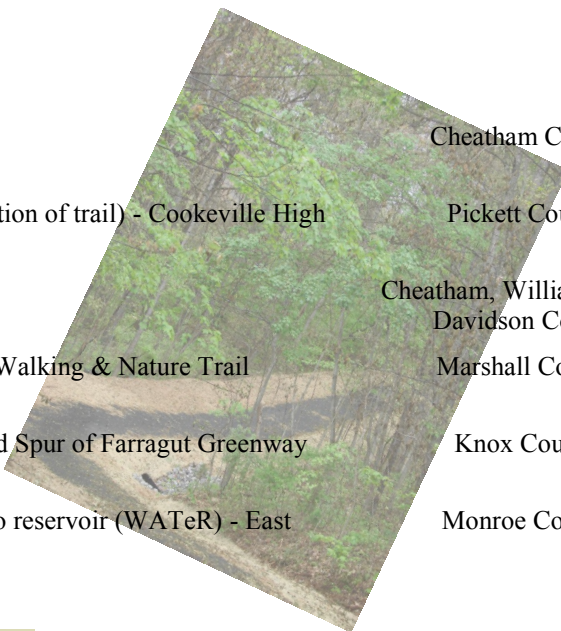 Cheatham C
tion of trail) - Cookeville High Pickett Cou
Cheatham, Willia
Davidson Co
Walking & Nature Trail Marshall Co
d Spur of Farragut Greenway Knox Cou
o reservoir (WATeR) - East Monroe Co